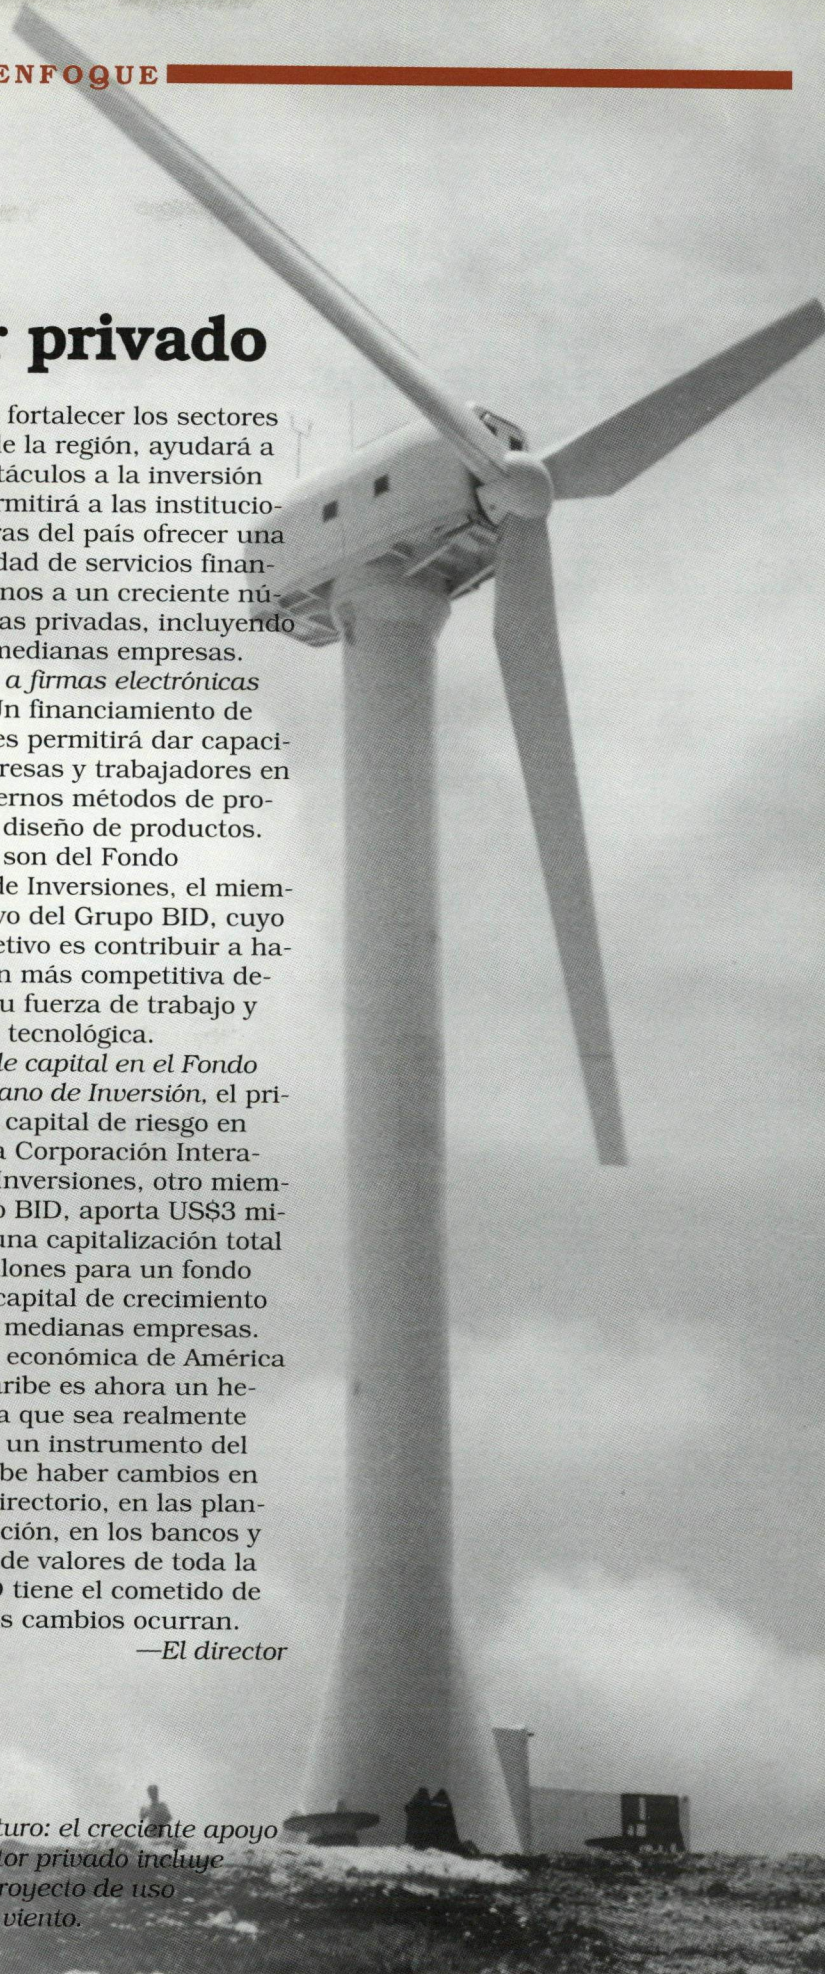 ENFOQUE
privado
fortalecer los sectores
de la región, ayudará a
táculos a la inversión
rmitirá a las institucio-
ras del país ofrecer una
dad de servicios finan-
nos a un creciente nú-
as privadas, incluyendo
medianas empresas.
a firmas electrónicas
Un financiamiento de
es permitirá dar capaci-
resas y trabajadores en
ernos métodos de pro-
diseño de productos.
son del Fondo
de Inversiones, el miem-
vo del Grupo BID, cuyo
etivo es contribuir a ha-
n más competitiva de-
u fuerza de trabajo y
tecnológica.
de capital en el Fondo
ano de Inversión, el pri-
capital de riesgo en
a Corporación Intera-
Inversiones, otro miem-
o BID, aporta US$3 mi-
una capitalización total
lones para un fondo
capital de crecimiento
medianas empresas.
económica de América
aribe es ahora un he-
a que sea realmente
un instrumento del
be haber cambios en
irectorio, en las plan-
ción, en los bancos y
de valores de toda la
D tiene el cometido de
s cambios ocurran.
—El director
turo: el creciente apoyo
tor privado incluye
royecto de uso
viento.